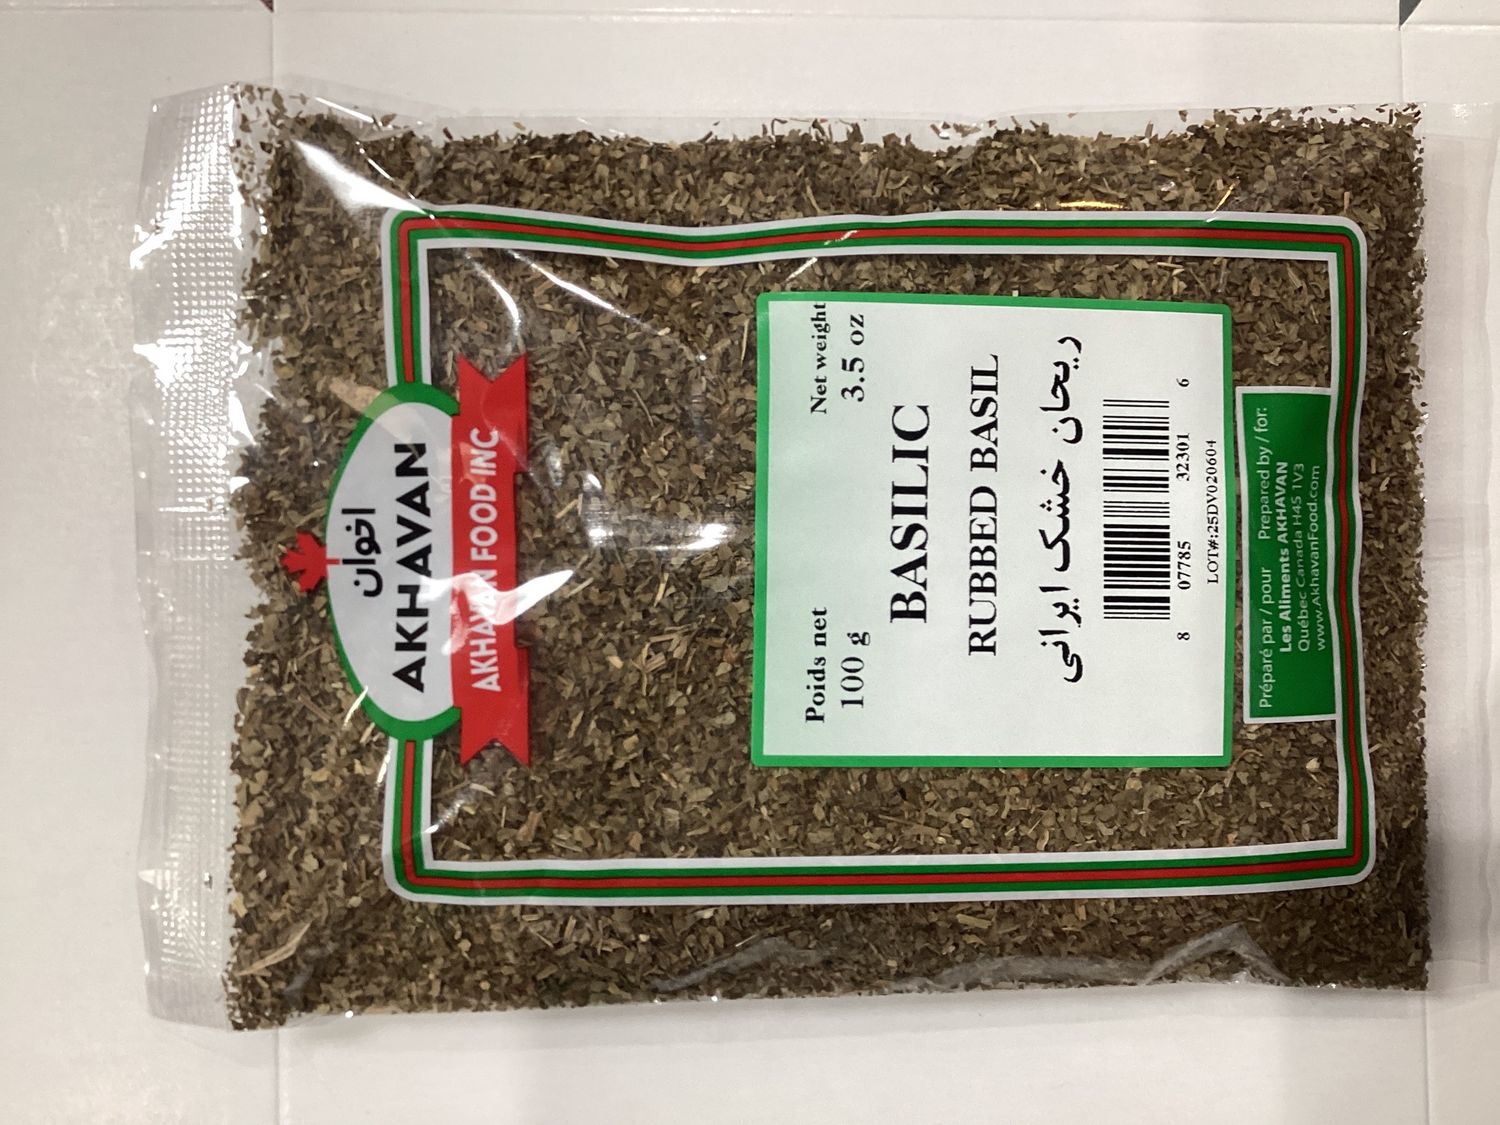 اخوان
AKHAVAN
AKHAVAN FOOD INC
Poids net Net weight
100 g 3.5 oz
BASILIC
RUBBED BASIL
ریحان خشک ایرانی
8 07785 32301 6
LOT#:25DV020604
Préparé par / pour Prepared by / for:
Les Aliments AKHAVAN
Québec Canada H4S 1V3
www.AkhavanFood.com